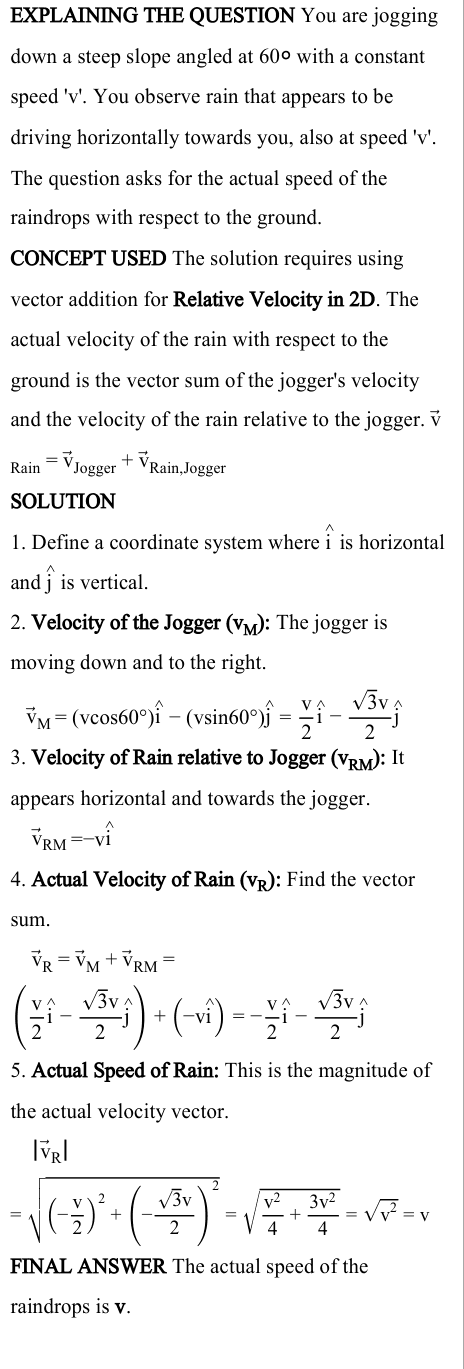 EXPLAINING THE QUESTION You are jogging
down a steep slope angled at 60° with a constant
speed 'v'. You observe rain that appears to be
driving horizontally towards you, also at speed 'v'.
The question asks for the actual speed of the
raindrops with respect to the ground.
CONCEPT USED The solution requires using
vector addition for Relative Velocity in 2D. The
actual velocity of the rain with respect to the
ground is the vector sum of the jogger's velocity
and the velocity of the rain relative to the jogger. v⃗
Rain = v⃗Jogger + v⃗Rain,Jogger
SOLUTION
1. Define a coordinate system where î is horizontal
and ĵ is vertical.
2. Velocity of the Jogger (vM): The jogger is
moving down and to the right.
v⃗M = (vcos60°)î − (vsin60°)ĵ = v/2 î − √3v/2 ĵ
3. Velocity of Rain relative to Jogger (vRM): It
appears horizontal and towards the jogger.
v⃗RM =−vî
4. Actual Velocity of Rain (vR): Find the vector
sum.
v⃗R = v⃗M + v⃗RM =
(v/2 î − √3v/2 ĵ) + (−vî) = −v/2 î − √3v/2 ĵ
5. Actual Speed of Rain: This is the magnitude of
the actual velocity vector.
|v⃗R|
= √((−v/2)² + (−√3v/2)²) = √(v²/4 + 3v²/4) = √v² = v
FINAL ANSWER The actual speed of the
raindrops is v.